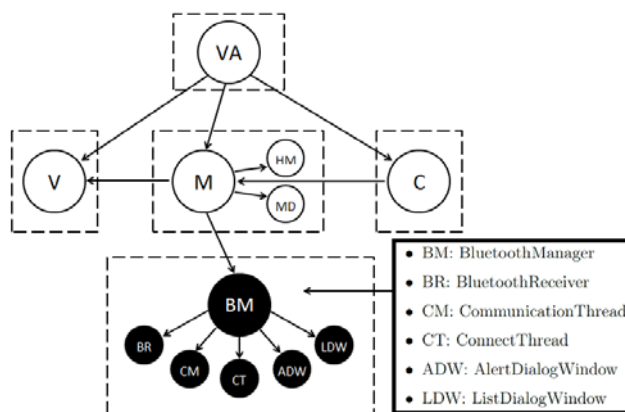 VA
V
M
HM
MD
C
BM
BR
CM
CT
ADW
LDW
• BM: BluetoothManager
• BR: BluetoothReceiver
• CM: CommunicationThread
• CT: ConnectThread
• ADW: AlertDialogWindow
• LDW: ListDialogWindow